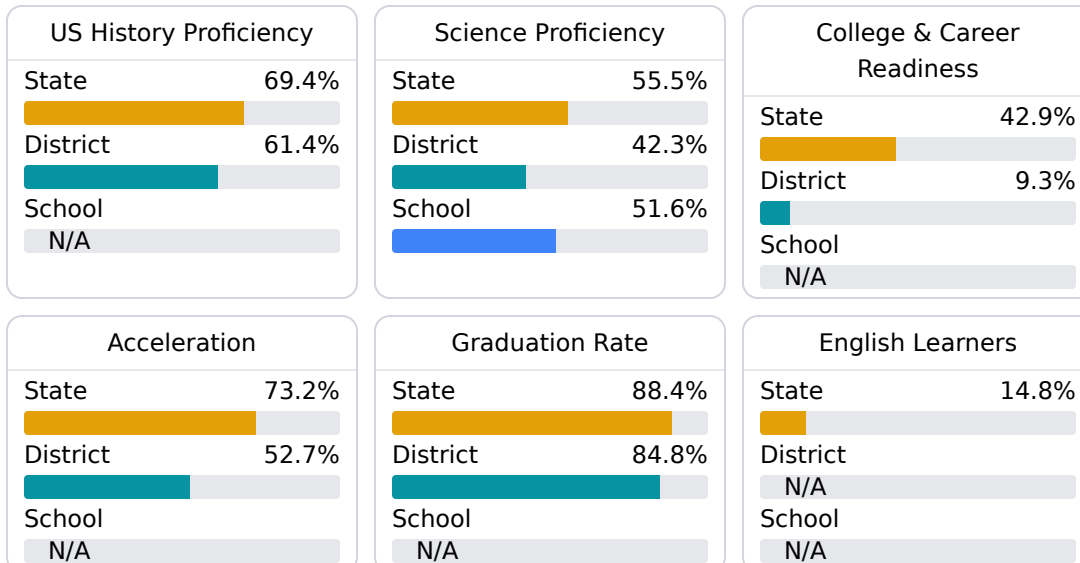 US History Proficiency
State 69.4%
District 61.4%
School
N/A
Science Proficiency
State 55.5%
District 42.3%
School 51.6%
College & Career
Readiness
State 42.9%
District 9.3%
School
N/A
Acceleration
State 73.2%
District 52.7%
School
N/A
Graduation Rate
State 88.4%
District 84.8%
School
N/A
English Learners
State 14.8%
District
N/A
School
N/A